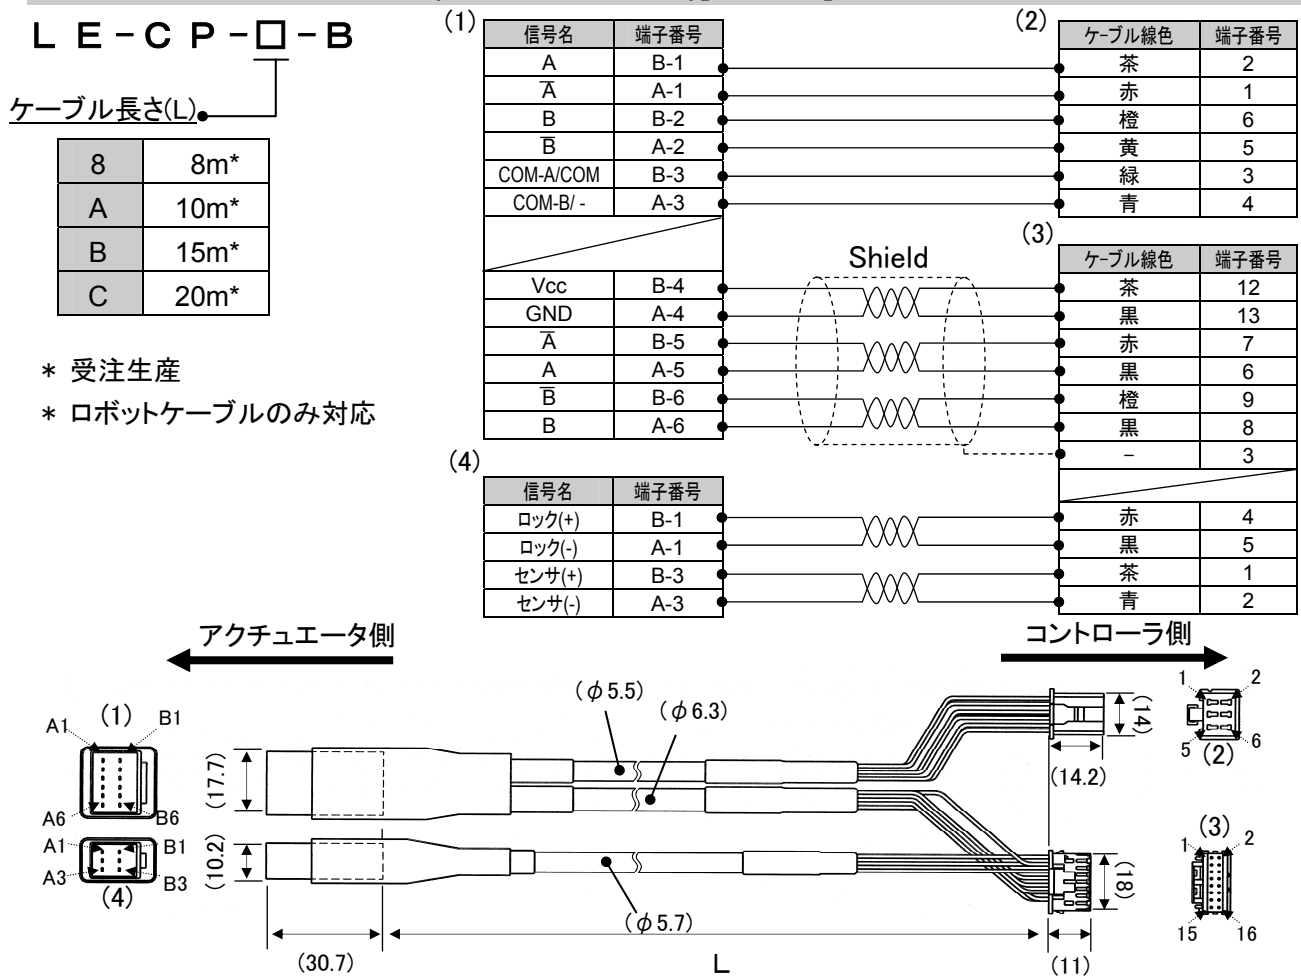 LE-CP-□-B
ケーブル長さ(L)
8 8m*
A 10m*
B 15m*
C 20m*
* 受注生産
* ロボットケーブルのみ対応
(1)
信号名 端子番号
A B-1
A̅ A-1
B B-2
B̅ A-2
COM-A/COM B-3
COM-B/ - A-3
Vcc B-4
GND A-4
A̅ B-5
A A-5
B̅ B-6
B A-6
Shield
(2)
ケーブル線色 端子番号
茶 2
赤 1
橙 6
黄 5
緑 3
青 4
(3)
ケーブル線色 端子番号
茶 12
黒 13
赤 7
黒 6
橙 9
黒 8
- 3
赤 4
黒 5
茶 1
青 2
(4)
信号名 端子番号
ロック(+) B-1
ロック(-) A-1
センサ(+) B-3
センサ(-) A-3
アクチュエータ側
コントローラ側
A1 (1) B1
A6 B6
A1 B1
A3 B3
(4)
(17.7)
(10.2)
(φ5.5)
(φ6.3)
(φ5.7)
(30.7)
L
(14)
(14.2)
(18)
(11)
1 2
5 (2) 6
(3)
1 2
15 16